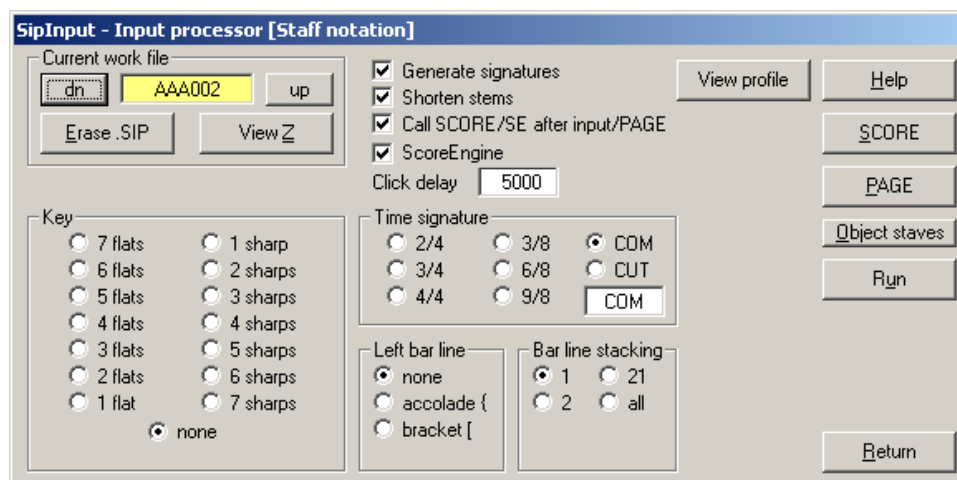 SipInput - Input processor [Staff notation]
Current work file
dn AAA002 up
Erase .SIP View Z
Generate signatures
Shorten stems
Call SCORE/SE after input/PAGE
ScoreEngine
Click delay 5000
View profile
Help
SCORE
PAGE
Object staves
Run
Key
7 flats 1 sharp
6 flats 2 sharps
5 flats 3 sharps
4 flats 4 sharps
3 flats 5 sharps
2 flats 6 sharps
1 flat 7 sharps
none
Time signature
2/4 3/8 COM
3/4 6/8 CUT
4/4 9/8 COM
Left bar line
none
accolade {
bracket [
Bar line stacking
1 21
2 all
Return